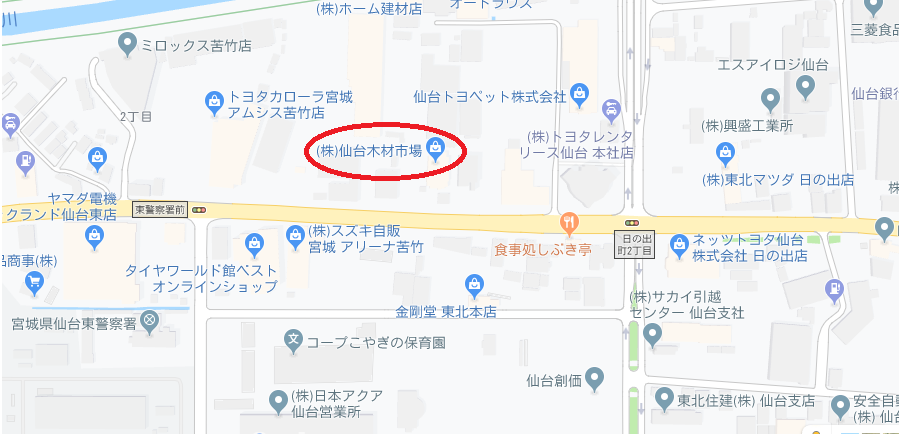 川
(株)ホーム建材店
オートラリス
三菱食品
ミロックス苦竹店
エスアイロジ仙台
2丁目
トヨタカローラ宮城
アムシス苦竹店
仙台トヨペット株式会社
仙台銀行
(株)興盛工業所
(株)トヨタレンタ
リース仙台 本社店
(株)仙台木材市場
(株)東北マツダ 日の出店
(株)
ヤマダ電機
クランド仙台東店
東警察署前
(株)スズキ自販
宮城 アリーナ苦竹
食事処しぶき亭
日の出
町2丁目
ネッツトヨタ仙台
株式会社 日の出店
タイヤワールド館ベスト
オンラインショップ
品商事(株)
金剛堂 東北本店
(株)サカイ引越
センター 仙台支社
宮城県仙台東警察署
コープこやぎの保育園
仙台創価
(株)日本アクア
仙台営業所
東北住建(株) 仙台支店
安全自動
(株) 仙台